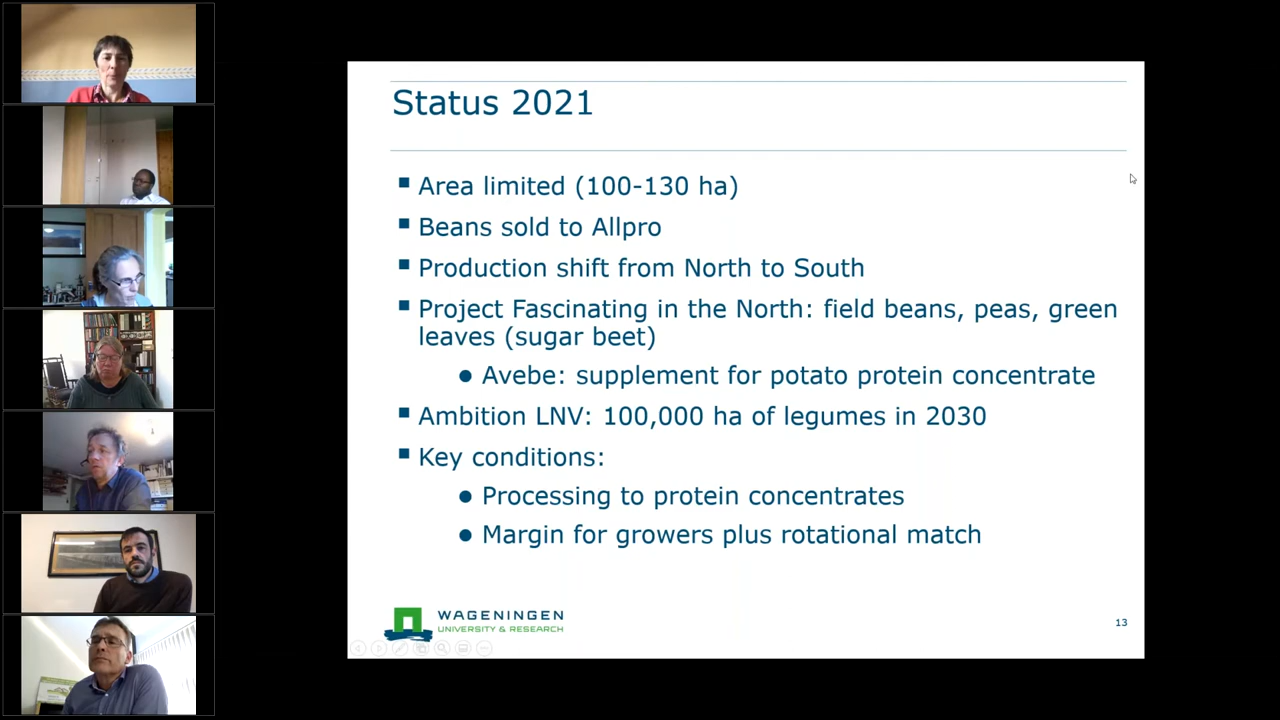 Status 2021
Area limited (100-130 ha)
Beans sold to Allpro
Production shift from North to South
Project Fascinating in the North: field beans, peas, green
leaves (sugar beet)
Avebe: supplement for potato protein concentrate
Ambition LNV: 100,000 ha of legumes in 2030
Key conditions:
Processing to protein concentrates
Margin for growers plus rotational match
WAGENINGEN
UNIVERSITY & RESEARCH
13